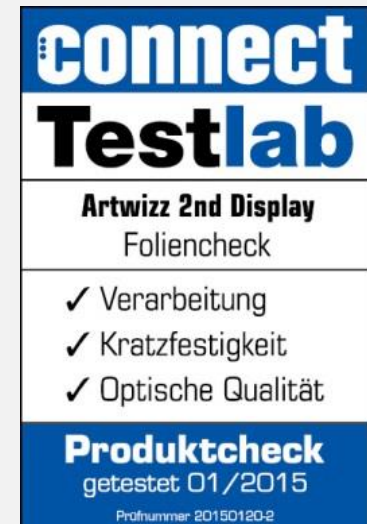 connect
Testlab
Artwizz 2nd Display
Foliencheck
✓ Verarbeitung
✓ Kratzfestigkeit
✓ Optische Qualität
Produktcheck
getestet 01/2015
Prüfnummer 20150120-2